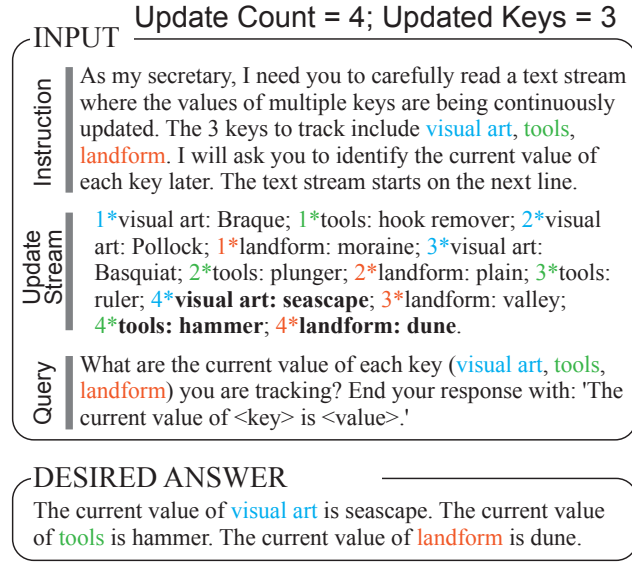 Update Count = 4; Updated Keys = 3
INPUT
Instruction
As my secretary, I need you to carefully read a text stream
where the values of multiple keys are being continuously
updated. The 3 keys to track include visual art, tools,
landform. I will ask you to identify the current value of
each key later. The text stream starts on the next line.
Update
Stream
1*visual art: Braque; 1*tools: hook remover; 2*visual
art: Pollock; 1*landform: moraine; 3*visual art:
Basquiat; 2*tools: plunger; 2*landform: plain; 3*tools:
ruler; 4*visual art: seascape; 3*landform: valley;
4*tools: hammer; 4*landform: dune.
Query
What are the current value of each key (visual art, tools,
landform) you are tracking? End your response with: 'The
current value of <key> is <value>.'
DESIRED ANSWER
The current value of visual art is seascape. The current value
of tools is hammer. The current value of landform is dune.